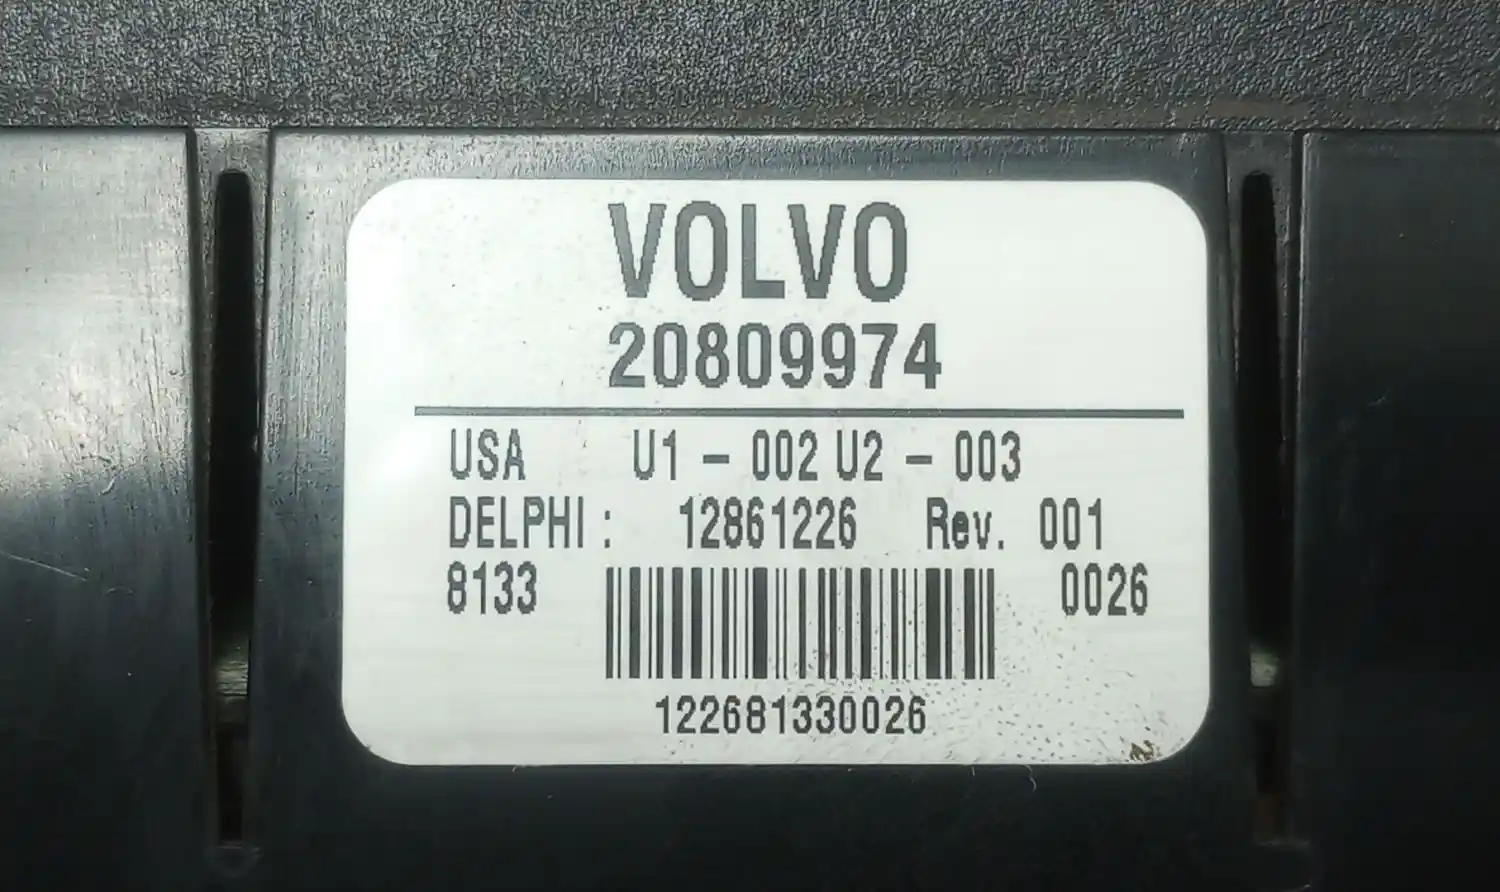 VOLVO
20809974
USA U1 - 002 U2 - 003
DELPHI : 12861226 Rev. 001
8133 0026
122681330026